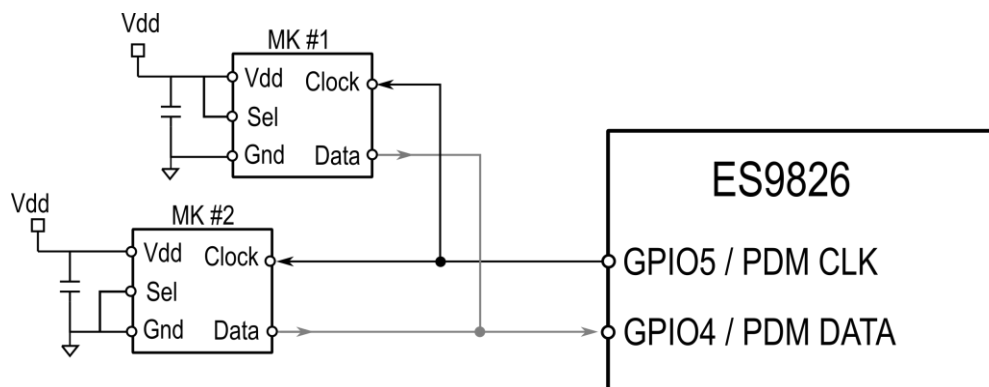 Vdd
MK #1
Vdd
Clock
Sel
Gnd
Data
ES9826
Vdd
MK #2
Vdd
Clock
GPIO5 / PDM CLK
Sel
Gnd
Data
GPIO4 / PDM DATA